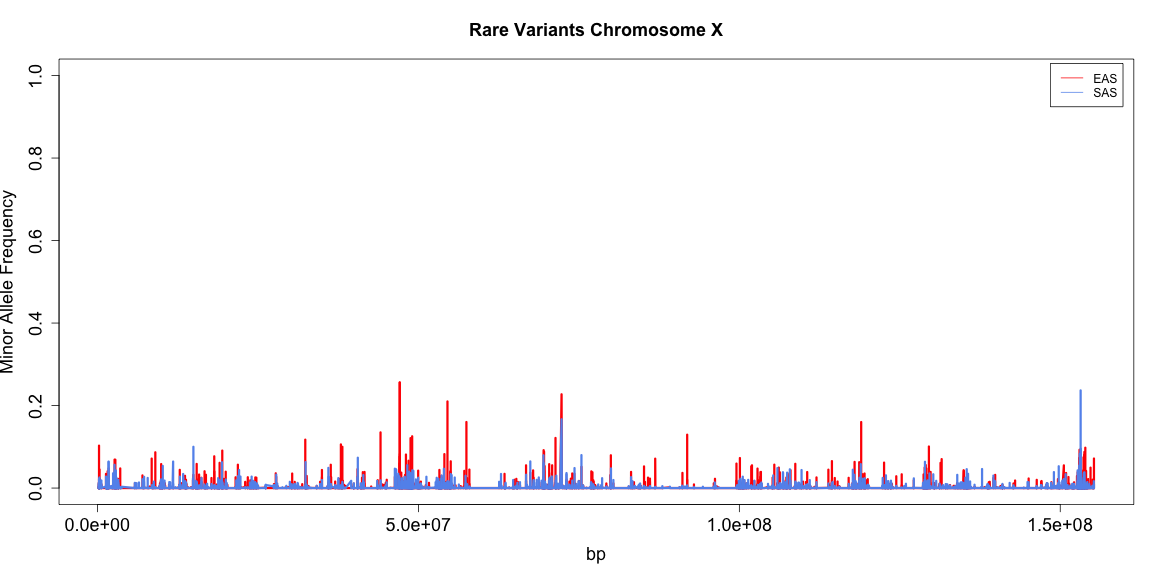 Rare Variants Chromosome X
EAS
SAS
Minor Allele Frequency
1.0
0.8
0.6
0.4
0.2
0.0
0.0e+00 5.0e+07 1.0e+08 1.5e+08
bp